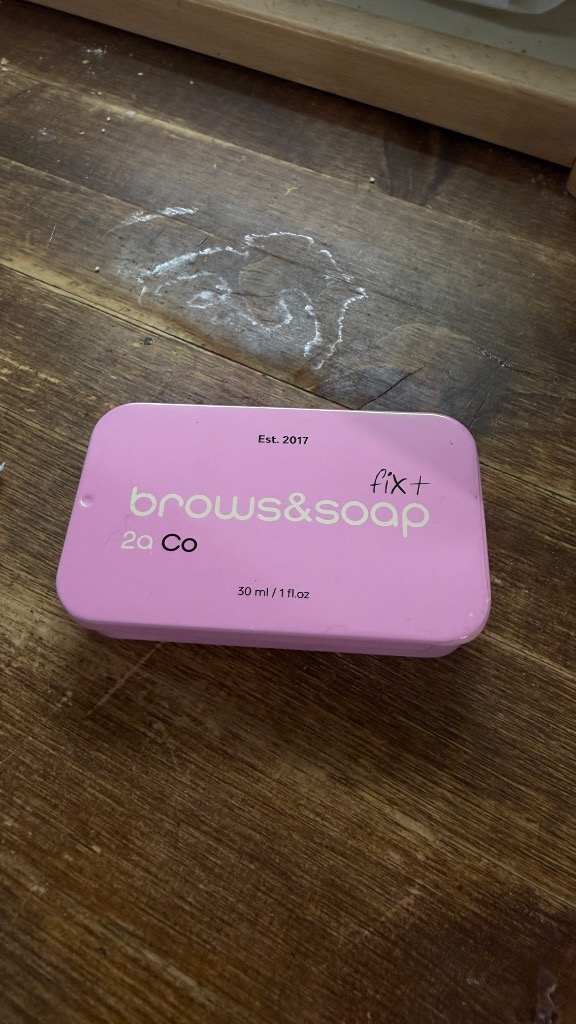 Est. 2017
fix+
brows&soap
2a Co
30 ml / 1 fl.oz